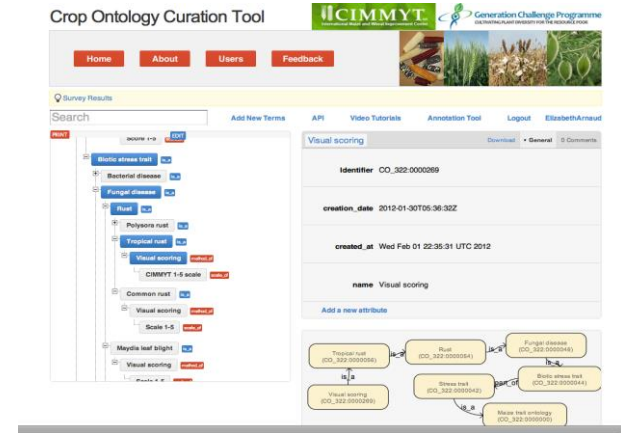 Crop Ontology Curation Tool
CIMMYT
International Maize and Wheat Improvement Center
Generation Challenge Programme
CULTIVATING PLANT DIVERSITY FOR THE RESOURCE POOR
Home About Users Feedback
Survey Results
Search Add New Terms API Video Tutorials Annotation Tool Logout ElizabethArnaud
PRINT EDIT
Score 1-5
Biotic stress trait is_a
Bacterial disease is_a
Fungal disease is_a
Rust is_a
Polysora rust is_a
Tropical rust is_a
Visual scoring method_of
CIMMYT 1-5 scale scale_of
Common rust is_a
Visual scoring method_of
Scale 1-5 scale_of
Maydis leaf blight is_a
Visual scoring method_of
Scale 1-5
Visual scoring Download • General 0 Comments
Identifier CO_322:0000269
creation_date 2012-01-30T05:36:32Z
created_at Wed Feb 01 22:35:31 UTC 2012
name Visual scoring
Add a new attribute
Tropical rust
(CO_322:0000056)
is_a
Rust
(CO_322:0000054)
is_a
Fungal disease
(CO_322:0000048)
is_a
Biotic stress trait
(CO_322:0000044)
part_of
Stress trait
(CO_322:0000042)
is_a
Maize trait ontology
(CO_322:0000000)
is_a
Visual scoring
(CO_322:0000269)